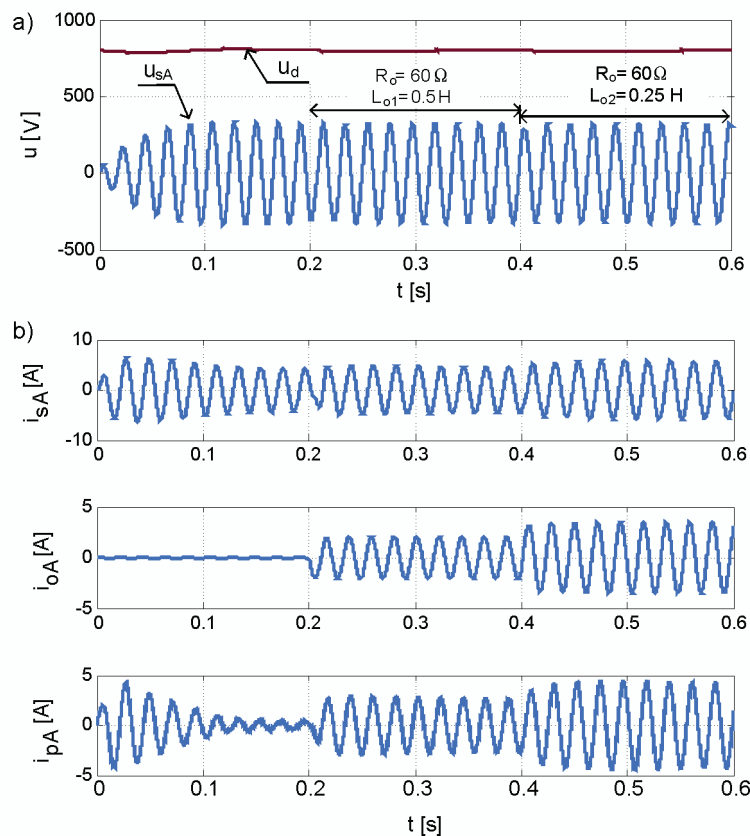 a)
1000
500
0
-500
u [V]
u_sA
u_d
R_o = 60 Ω
L_o1 = 0.5 H
R_o = 60 Ω
L_o2 = 0.25 H
0 0.1 0.2 0.3 0.4 0.5 0.6
t [s]
b)
10
0
-10
i_sA [A]
0 0.1 0.2 0.3 0.4 0.5 0.6
5
0
-5
i_oA [A]
0 0.1 0.2 0.3 0.4 0.5 0.6
5
0
-5
i_pA [A]
0 0.1 0.2 0.3 0.4 0.5 0.6
t [s]